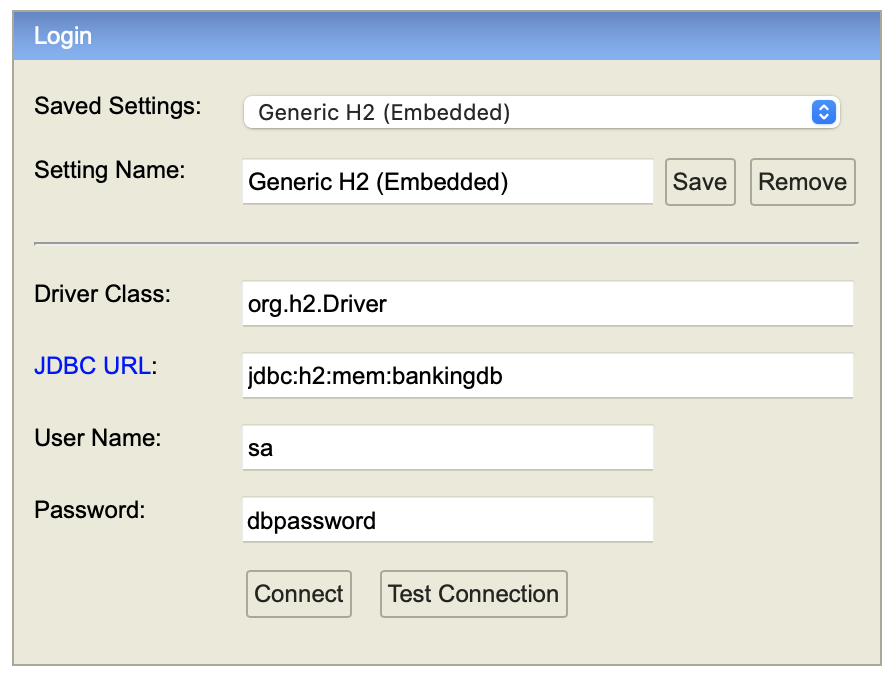 Login
Saved Settings: Generic H2 (Embedded)
Setting Name: Generic H2 (Embedded) Save Remove
Driver Class: org.h2.Driver
JDBC URL: jdbc:h2:mem:bankingdb
User Name: sa
Password: dbpassword
Connect Test Connection